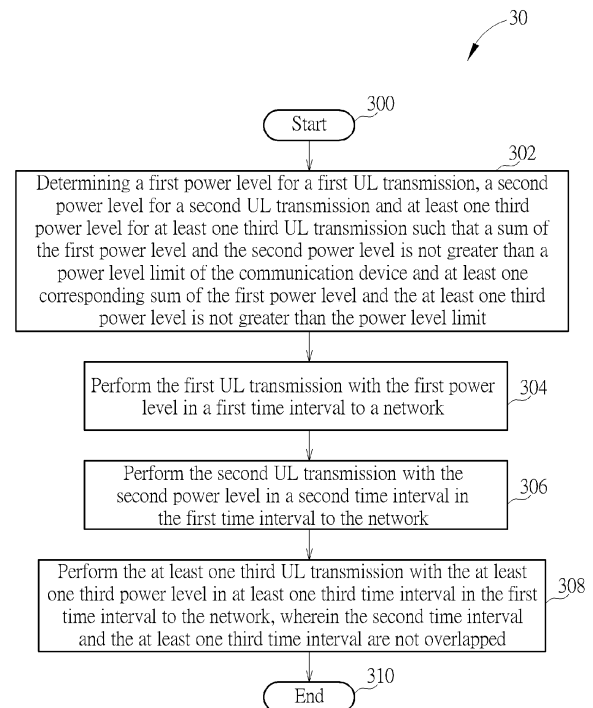 30
300
Start
302
Determining a first power level for a first UL transmission, a second
power level for a second UL transmission and at least one third
power level for at least one third UL transmission such that a sum of
the first power level and the second power level is not greater than a
power level limit of the communication device and at least one
corresponding sum of the first power level and the at least one third
power level is not greater than the power level limit
Perform the first UL transmission with the first power
level in a first time interval to a network
304
Perform the second UL transmission with the
second power level in a second time interval in
the first time interval to the network
306
Perform the at least one third UL transmission with the at least
one third power level in at least one third time interval in the first
time interval to the network, wherein the second time interval
and the at least one third time interval are not overlapped
308
310
End